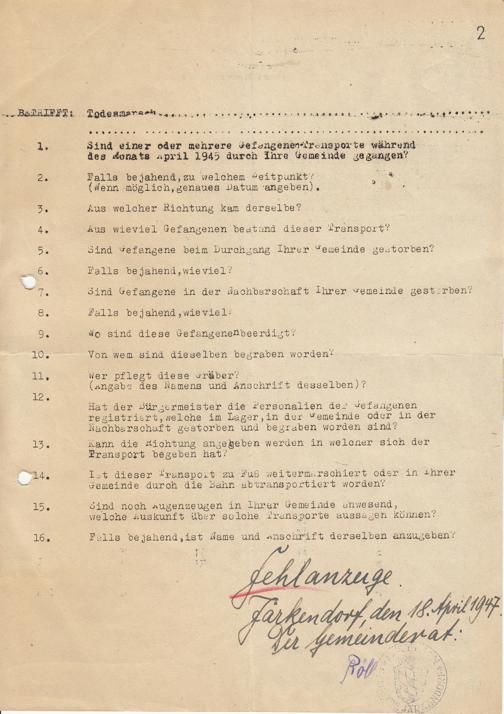 2
BETRIFFT: Todesmarsch
1. Sind einer oder mehrere Gefangenen-Transporte während
des Monats April 1945 durch Ihre Gemeinde gegangen?
2. Falls bejahend,zu welchem Zeitpunkt?
(Wenn möglich,genaues Datum angeben).
3. Aus welcher Richtung kam derselbe?
4. Aus wieviel Gefangenen bestand dieser Transport?
5. Sind Gefangene beim Durchgang Ihrer Gemeinde gestorben?
6. Falls bejahend,wieviel?
7. Sind Gefangene in der Nachbarschaft Ihrer Gemeinde gestorben?
8. Falls bejahend,wieviel?
9. Wo sind diese Gefangenen beerdigt?
10. Von wem sind dieselben begraben worden?
11. Wer pflegt diese Gräber?
(Angabe des Namens und Anschrift desselben)?
12. Hat der Bürgermeister die Personalien der Gefangenen
registriert,welche im Lager,in der Gemeinde oder in der
Nachbarschaft gestorben und begraben worden sind?
13. Kann die Richtung angegeben werden in welcher sich der
Transport begeben hat?
14. Ist dieser Transport zu Fuß weitermarschiert oder in Ihrer
Gemeinde durch die Bahn abtransportiert worden?
15. Sind noch Augenzeugen in Ihrer Gemeinde anwesend,
welche Auskunft über solche Transporte aussagen können?
16. Falls bejahend,ist Name und Anschrift derselben anzugeben?
Fehlanzeige.
Järkendorf, den 18. April 1947.
Der Gemeinderat:
Röll